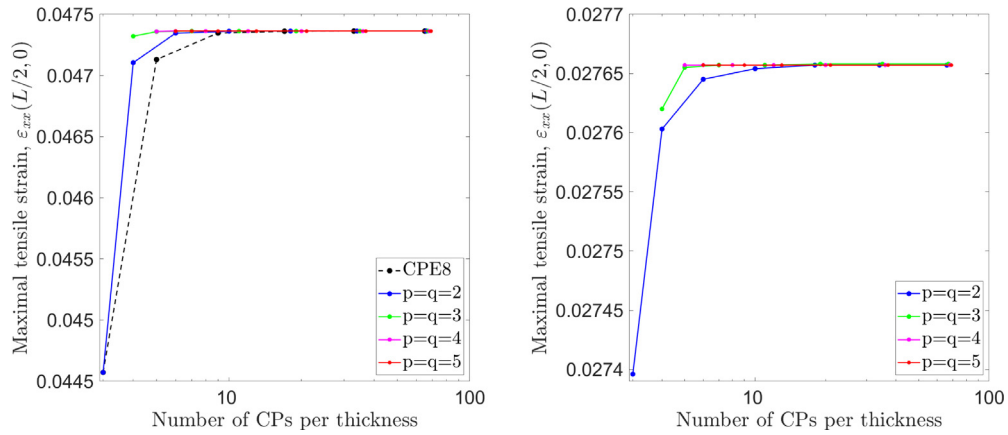 0.0475
0.047
0.0465
0.046
0.0455
0.045
0.0445
10
100
Maximal tensile strain, εxx(L/2, 0)
Number of CPs per thickness
CPE8
p=q=2
p=q=3
p=q=4
p=q=5
0.0277
0.02765
0.0276
0.02755
0.0275
0.02745
0.0274
10
100
Maximal tensile strain, εxx(L/2, 0)
Number of CPs per thickness
p=q=2
p=q=3
p=q=4
p=q=5